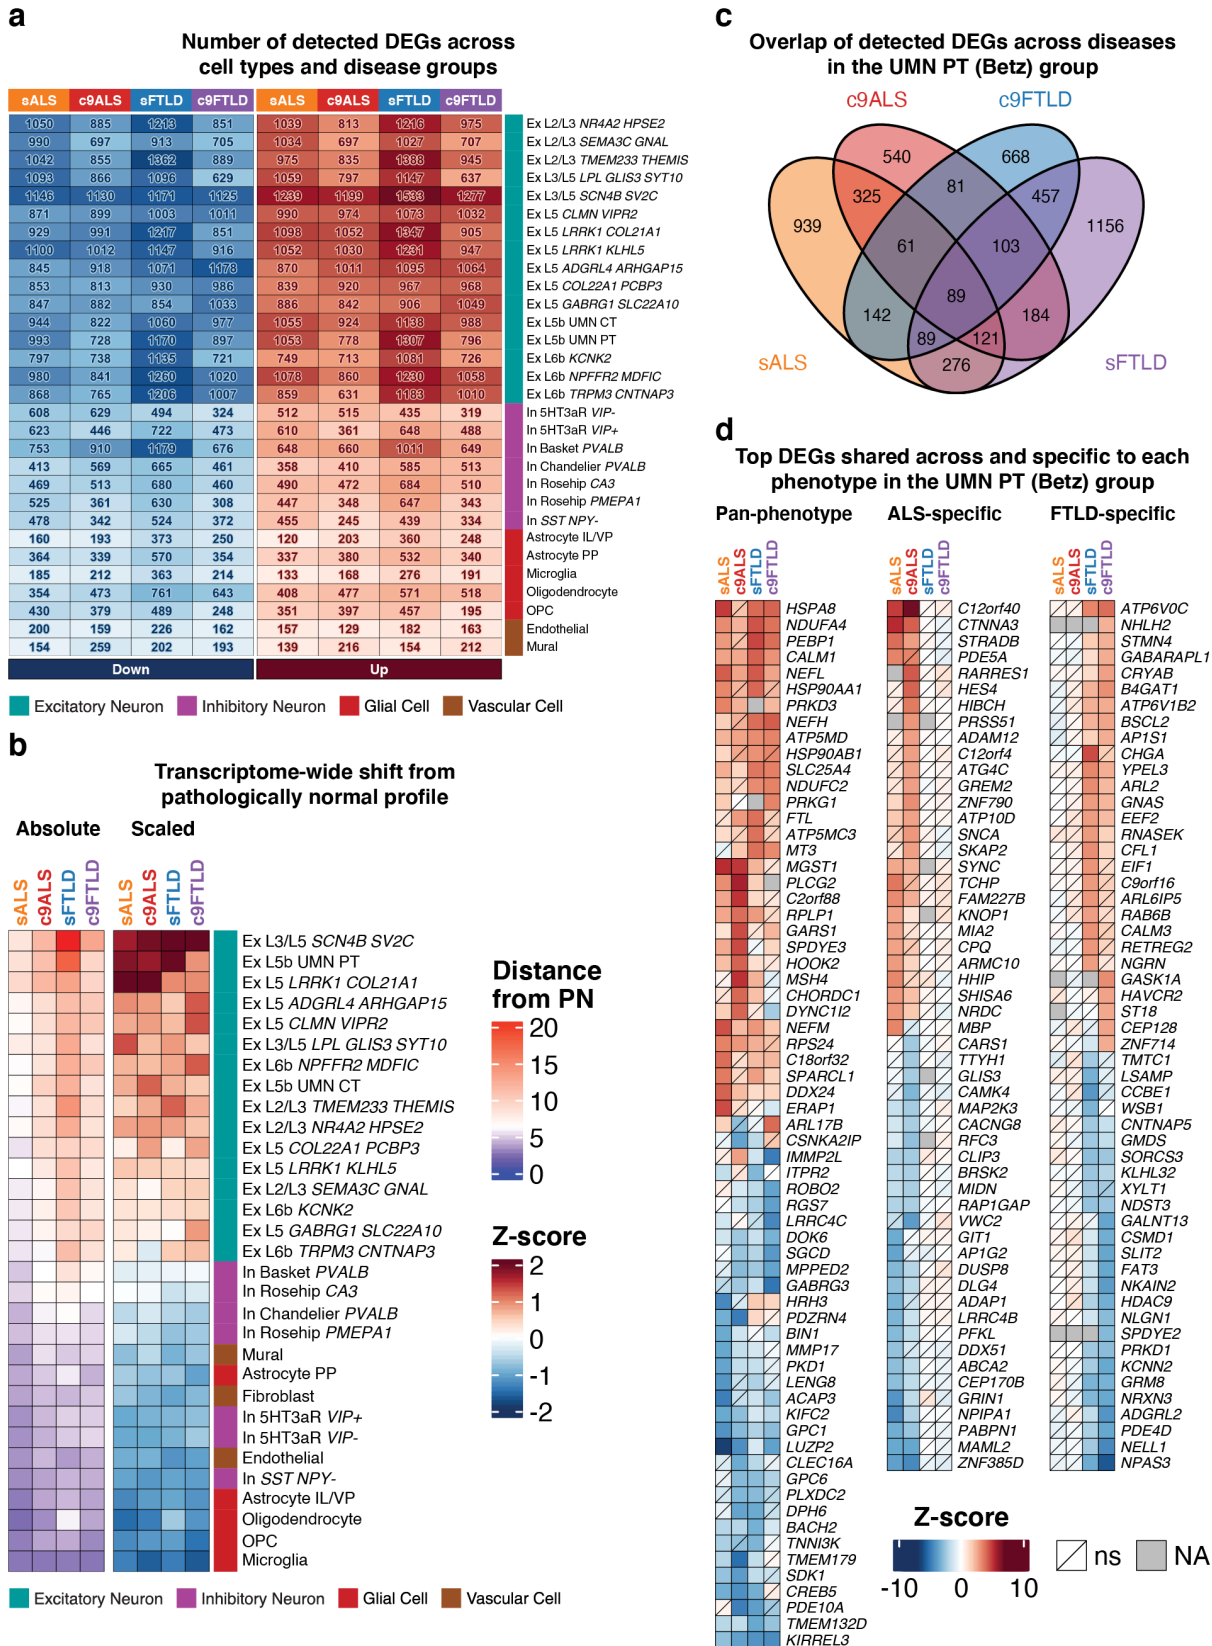 a
Number of detected DEGs across
cell types and disease groups
sALS c9ALS sFTLD c9FTLD sALS c9ALS sFTLD c9FTLD
1050 885 1213 851 1039 813 1216 975 Ex L2/L3 NR4A2 HPSE2
990 697 913 705 1034 697 1027 707 Ex L2/L3 SEMA3C GNAL
1042 855 1362 889 975 835 1388 945 Ex L2/L3 TMEM233 THEMIS
1093 866 1096 629 1059 797 1147 637 Ex L3/L5 LPL GLIS3 SYT10
1146 1130 1171 1125 1239 1199 1533 1277 Ex L3/L5 SCN4B SV2C
871 899 1003 1011 990 974 1073 1032 Ex L5 CLMN VIPR2
929 991 1217 851 1098 1052 1347 905 Ex L5 LRRK1 COL21A1
1100 1012 1147 916 1052 1030 1231 947 Ex L5 LRRK1 KLHL5
845 918 1071 1178 870 1011 1095 1064 Ex L5 ADGRL4 ARHGAP15
853 813 930 986 839 920 967 968 Ex L5 COL22A1 PCBP3
847 882 854 1033 886 842 906 1049 Ex L5 GABRG1 SLC22A10
944 822 1060 977 1055 924 1138 988 Ex L5b UMN CT
993 728 1170 897 1053 778 1307 796 Ex L5b UMN PT
797 738 1135 721 749 713 1081 726 Ex L6b KCNK2
980 841 1260 1020 1078 860 1230 1058 Ex L6b NPFFR2 MDFIC
868 765 1206 1007 859 631 1183 1010 Ex L6b TRPM3 CNTNAP3
608 629 494 324 512 515 435 319 In 5HT3aR VIP-
623 446 722 473 610 361 648 488 In 5HT3aR VIP+
753 910 1179 676 648 660 1011 649 In Basket PVALB
413 569 665 461 358 410 585 513 In Chandelier PVALB
469 513 680 460 490 472 684 510 In Rosehip CA3
525 361 630 308 447 348 647 343 In Rosehip PMEPA1
478 342 524 372 455 245 439 334 In SST NPY-
160 193 373 250 120 203 360 248 Astrocyte IL/VP
364 339 570 354 337 380 532 340 Astrocyte PP
185 212 363 214 133 168 276 191 Microglia
354 473 761 643 408 477 571 518 Oligodendrocyte
430 379 489 248 351 397 457 195 OPC
200 159 226 162 157 129 182 163 Endothelial
154 259 202 193 139 216 154 212 Mural
Down Up
Excitatory Neuron Inhibitory Neuron Glial Cell Vascular Cell
b
Transcriptome-wide shift from
pathologically normal profile
Absolute Scaled
sALS c9ALS sFTLD c9FTLD sALS c9ALS sFTLD c9FTLD
Ex L3/L5 SCN4B SV2C
Ex L5b UMN PT
Ex L5 LRRK1 COL21A1
Ex L5 ADGRL4 ARHGAP15
Ex L5 CLMN VIPR2
Ex L3/L5 LPL GLIS3 SYT10
Ex L6b NPFFR2 MDFIC
Ex L5b UMN CT
Ex L2/L3 TMEM233 THEMIS
Ex L2/L3 NR4A2 HPSE2
Ex L5 COL22A1 PCBP3
Ex L5 LRRK1 KLHL5
Ex L2/L3 SEMA3C GNAL
Ex L6b KCNK2
Ex L5 GABRG1 SLC22A10
Ex L6b TRPM3 CNTNAP3
In Basket PVALB
In Rosehip CA3
In Chandelier PVALB
In Rosehip PMEPA1
Mural
Astrocyte PP
Fibroblast
In 5HT3aR VIP+
In 5HT3aR VIP-
Endothelial
In SST NPY-
Astrocyte IL/VP
Oligodendrocyte
OPC
Microglia
Distance
from PN
20
15
10
5
0
Z-score
2
1
0
-1
-2
Excitatory Neuron Inhibitory Neuron Glial Cell Vascular Cell
c
Overlap of detected DEGs across diseases
in the UMN PT (Betz) group
c9ALS c9FTLD
540 668
81
325 457
939 1156
61 103
89
142 184
89 121
276
sALS sFTLD
d
Top DEGs shared across and specific to each
phenotype in the UMN PT (Betz) group
Pan-phenotype
sALS c9ALS sFTLD c9FTLD
HSPA8
NDUFA4
PEBP1
CALM1
NEFL
HSP90AA1
PRKD3
NEFH
ATP5MD
HSP90AB1
SLC25A4
NDUFC2
PRKG1
FTL
ATP5MC3
MT3
MGST1
PLCG2
C2orf88
RPLP1
GARS1
SPDYE3
HOOK2
MSH4
CHORDC1
DYNC1I2
NEFM
RPS24
C18orf32
SPARCL1
DDX24
ERAP1
ARL17B
CSNKA2IP
IMMP2L
ITPR2
ROBO2
RGS7
LRRC4C
DOK6
SGCD
MPPED2
GABRG3
HRH3
PDZRN4
BIN1
MMP17
PKD1
LENG8
ACAP3
KIFC2
GPC1
LUZP2
CLEC16A
GPC6
PLXDC2
DPH6
BACH2
TNNI3K
TMEM179
SDK1
CREB5
PDE10A
TMEM132D
KIRREL3
ALS-specific
sALS c9ALS sFTLD c9FTLD
C12orf40
CTNNA3
STRADB
PDE5A
RARRES1
HES4
HIBCH
PRSS51
ADAM12
C12orf4
ATG4C
GREM2
ZNF790
ATP10D
SNCA
SKAP2
SYNC
TCHP
FAM227B
KNOP1
MIA2
CPQ
ARMC10
HHIP
SHISA6
NRDC
MBP
CARS1
TTYH1
GLIS3
CAMK4
MAP2K3
CACNG8
RFC3
CLIP3
BRSK2
MIDN
RAP1GAP
VWC2
GIT1
AP1G2
DUSP8
DLG4
ADAP1
LRRC4B
PFKL
DDX51
ABCA2
CEP170B
GRIN1
NPIPA1
PABPN1
MAML2
ZNF385D
FTLD-specific
sALS c9ALS sFTLD c9FTLD
ATP6V0C
NHLH2
STMN4
GABARAPL1
CRYAB
B4GAT1
ATP6V1B2
BSCL2
AP1S1
CHGA
YPEL3
ARL2
GNAS
EEF2
RNASEK
CFL1
EIF1
C9orf16
ARL6IP5
RAB6B
CALM3
RETREG2
NGRN
GASK1A
HAVCR2
ST18
CEP128
ZNF714
TMTC1
LSAMP
CCBE1
WSB1
CNTNAP5
GMDS
SORCS3
KLHL32
XYLT1
NDST3
GALNT13
CSMD1
SLIT2
FAT3
NKAIN2
HDAC9
NLGN1
SPDYE2
PRKD1
KCNN2
GRM8
NRXN3
ADGRL2
PDE4D
NELL1
NPAS3
Z-score
-10 0 10
ns NA